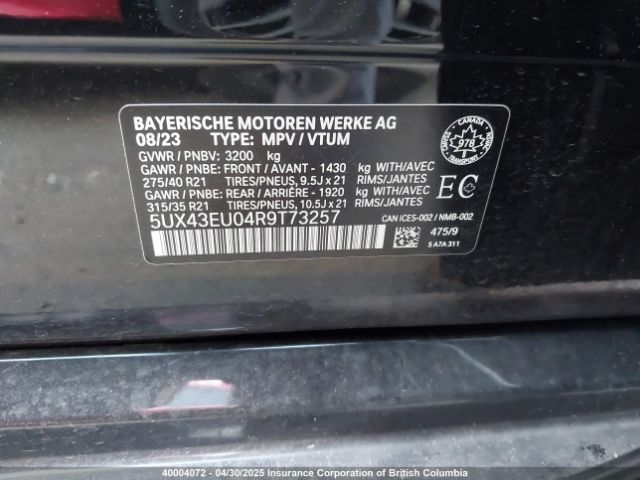 BAYERISCHE MOTOREN WERKE AG
08/23 TYPE: MPV / VTUM
GVWR / PNBV: 3200 kg
GAWR / PNBE: FRONT / AVANT - 1430 kg WITH/AVEC
275/40 R21 TIRES/PNEUS, 9.5J x 21 RIMS/JANTES
GAWR / PNBE: REAR / ARRIÈRE - 1920 kg WITH/AVEC
315/35 R21 TIRES/PNEUS, 10.5J x 21 RIMS/JANTES
5UX43EU04R9T73257
CANADA
978
TRANSPORT
EC
CAN ICES-002 / NMB-002
475/9
5 A7A 311
40004072 - 04/30/2025 Insurance Corporation of British Columbia